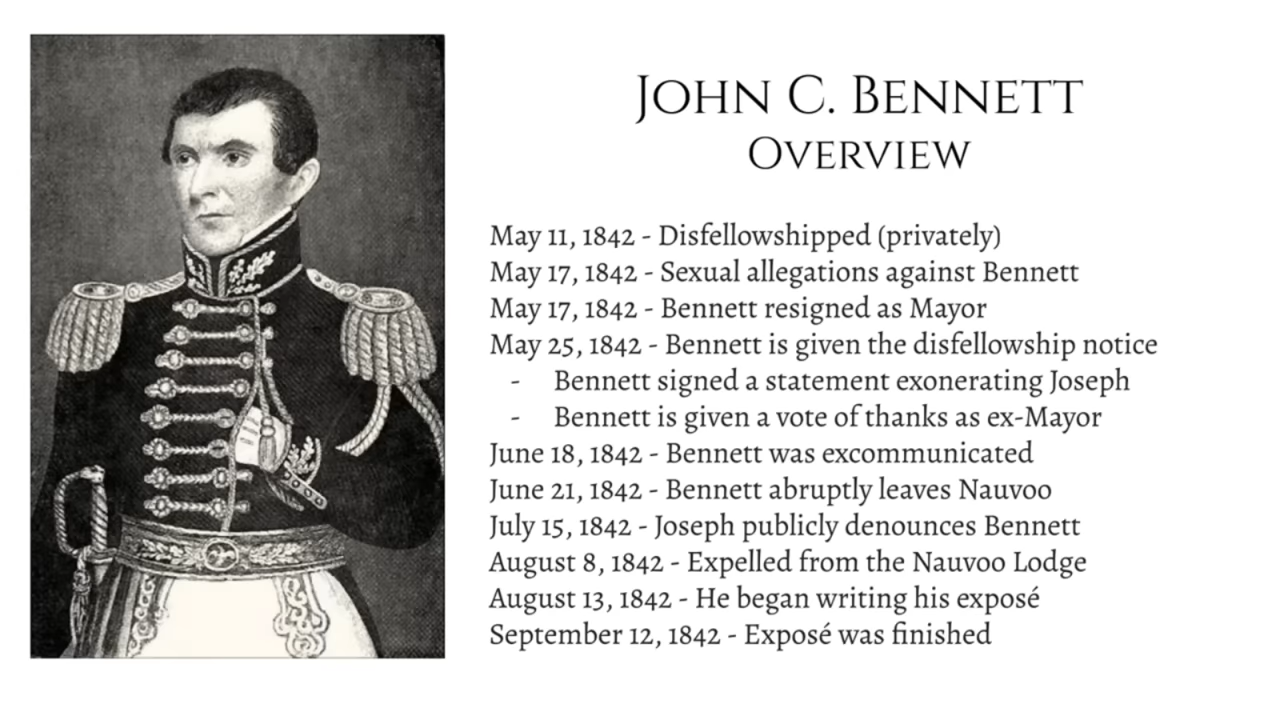 John C. Bennett
Overview
May 11, 1842 - Disfellowshipped (privately)
May 17, 1842 - Sexual allegations against Bennett
May 17, 1842 - Bennett resigned as Mayor
May 25, 1842 - Bennett is given the disfellowship notice
- Bennett signed a statement exonerating Joseph
- Bennett is given a vote of thanks as ex-Mayor
June 18, 1842 - Bennett was excommunicated
June 21, 1842 - Bennett abruptly leaves Nauvoo
July 15, 1842 - Joseph publicly denounces Bennett
August 8, 1842 - Expelled from the Nauvoo Lodge
August 13, 1842 - He began writing his exposé
September 12, 1842 - Exposé was finished